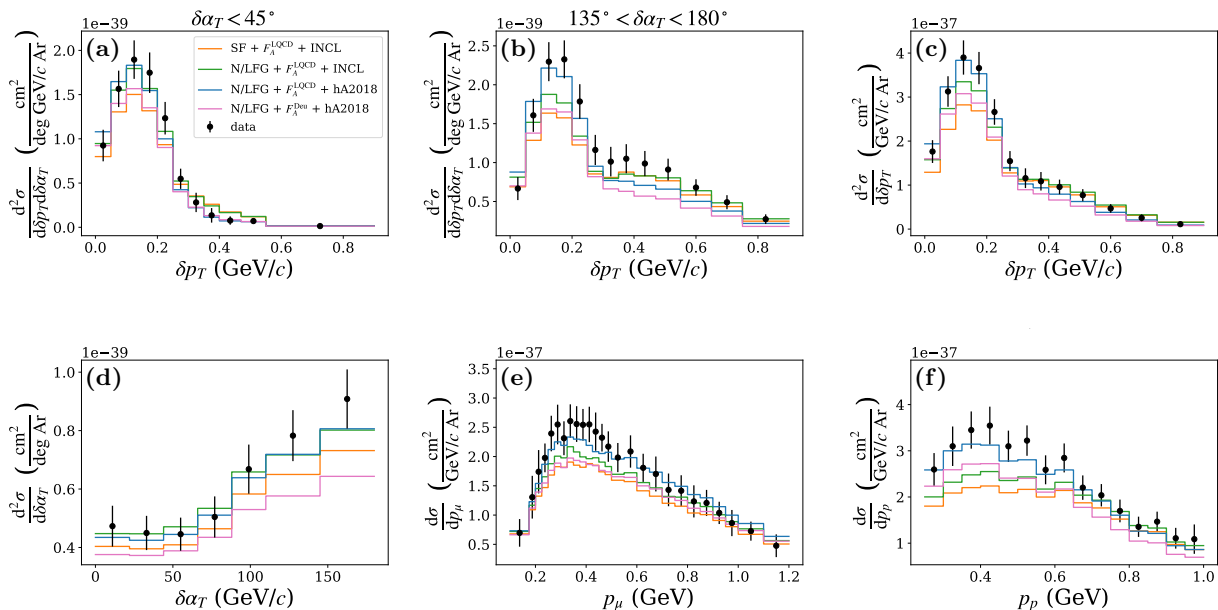 δα_T < 45°
135° < δα_T < 180°
1e−39
(a)
SF + F_A^LQCD + INCL
N/LFG + F_A^LQCD + INCL
N/LFG + F_A^LQCD + hA2018
N/LFG + F_A^Deu + hA2018
data
d²σ/dδp_Tdδα_T (cm²/deg GeV/c Ar)
2.0
1.5
1.0
0.5
0.0
0.0 0.2 0.4 0.6 0.8
δp_T (GeV/c)
1e−39
(b)
d²σ/dδp_Tdδα_T (cm²/deg GeV/c Ar)
2.5
2.0
1.5
1.0
0.5
0.0 0.2 0.4 0.6 0.8
δp_T (GeV/c)
1e−37
(c)
d²σ/dδp_T (cm²/GeV/c Ar)
4
3
2
1
0
0.0 0.2 0.4 0.6 0.8
δp_T (GeV/c)
1e−39
(d)
d²σ/dδα_T (cm²/deg Ar)
1.0
0.8
0.6
0.4
0 50 100 150
δα_T (GeV/c)
1e−37
(e)
dσ/dp_μ (cm²/GeV/c Ar)
3.5
3.0
2.5
2.0
1.5
1.0
0.5
0.2 0.4 0.6 0.8 1.0 1.2
p_μ (GeV)
1e−37
(f)
dσ/dp_p (cm²/GeV/c Ar)
4
3
2
1
0.4 0.6 0.8 1.0
p_p (GeV)